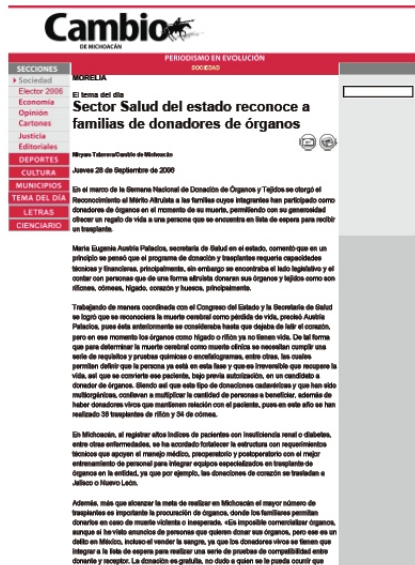 Cambio
DE MICHOACÁN
PERIODISMO EN EVOLUCIÓN
SOCIEDAD
SECCIONES
Sociedad
Elector 2006
Economía
Opinión
Cartones
Justicia
Editoriales
DEPORTES
CULTURA
MUNICIPIOS
TEMA DEL DIA
LETRAS
CIENCIARIO
MORELIA
El tema del día
Sector Salud del estado reconoce a
familias de donadores de órganos
Cambio de Michoacán
Jueves 28 de Septiembre de 2006
En el marco de la Semana Nacional de Donación de Órganos y Tejidos se otorgó el
Reconocimiento al Mérito Altruista a las familias cuyos integrantes han participado como
donadores de órganos en el momento de su muerte, permitiendo con su generosidad
ofrecer un regalo de vida a una persona que se encuentra en lista de espera para recibir
un trasplante.
María Eugenia Austria Palacios, secretaria de Salud en el estado, comentó que en un
principio se pensó que el programa de donación y trasplantes requería capacidades
técnicas y financieras, principalmente, sin embargo se encontraba el lado legislativo y el
contar con personas que de una forma altruista donaran sus órganos y tejidos como son
riñones, córneas, hígado, corazón y huesos, principalmente.
Trabajando de manera coordinada con el Congreso del Estado y la Secretaría de Salud
se logró que se reconociera la muerte cerebral como pérdida de vida, precisó Austria
Palacios, pues ésta anteriormente se consideraba hasta que dejaba de latir el corazón,
pero en ese momento los órganos como hígado o riñón ya no tienen vida. De tal forma
que para determinar la muerte cerebral como muerte clínica se necesitan cumplir una
serie de requisitos y pruebas químicas o encefalogramas, entre otras, las cuales
permiten definir que la persona ya está en esta fase y que es irreversible que recupere la
vida, así que se convierte ese paciente, bajo previa autorización, en un candidato a
donador de órganos. Siendo así que este tipo de donaciones cadavéricas y que han sido
multiorgánicas, conllevan a multiplicar la cantidad de personas a beneficiar, además de
haber donadores vivos que mantienen relación con el paciente, pues en este año se han
realizado 38 trasplantes de riñón y 34 de córnea.
En Michoacán, al registrar altos índices de pacientes con insuficiencia renal o diabetes,
entre otras enfermedades, se ha acordado fortalecer la estructura con requerimientos
técnicos que apoyen el manejo médico, preoperatorio y postoperatorio con el mejor
entrenamiento de personal para integrar equipos especializados en trasplante de
órganos en la entidad, ya que por ejemplo, las donaciones de corazón se trasladan a
Jalisco o Nuevo León.
Además, más que alcanzar la meta de realizar en Michoacán el mayor número de
trasplantes es importante la procuración de órganos, donde los familiares permitan
donarlos en caso de muerte violenta o inesperada. «Es imposible comercializar órganos,
aunque sí he visto anuncios de personas que quieren donar sus órganos, pero ese es un
delito en México, incluso el vender la sangre, ya que los donadores vivos se tienen que
integrar a la lista de espera para realizar una serie de pruebas de compatibilidad entre
donante y receptor. La donación es gratuita, no dudo a quien se le pueda ocurrir que